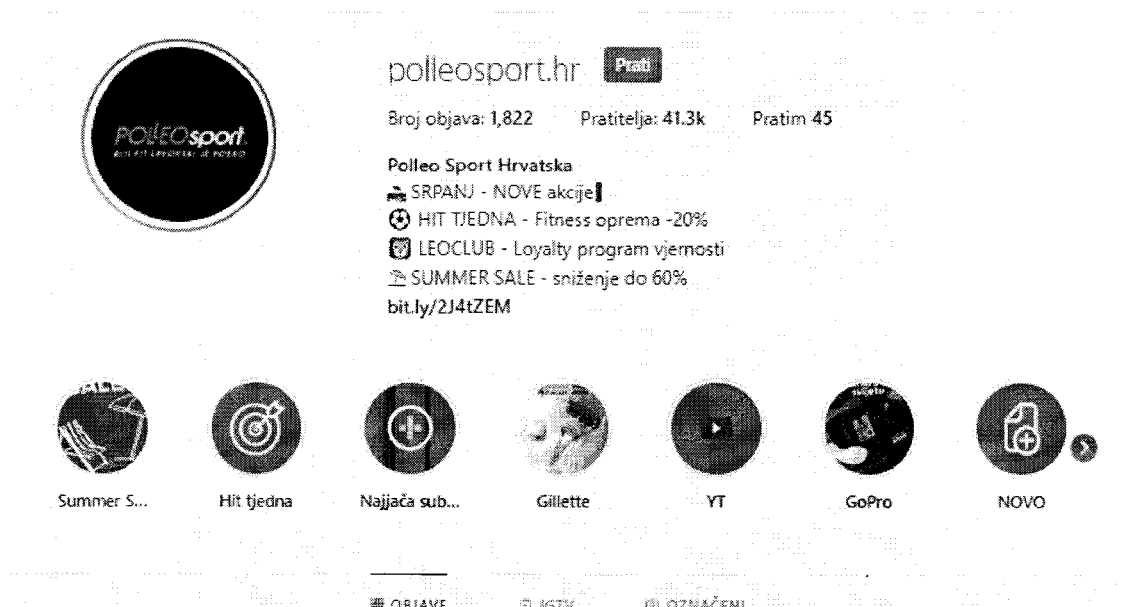 polleosport.hr Prati
Broj objava: 1,822 Pratitelja: 41.3k Pratim 45
POLLEOsport.
Polleo Sport Hrvatska
SRPANJ - NOVE akcije
HIT TJEDNA - Fitness oprema -20%
LEOCLUB - Loyalty program vjernosti
SUMMER SALE - sniženje do 60%
bit.ly/2J4tZEM
Summer S... Hit tjedna Najjača sub... Gillette YT GoPro NOVO
OBJAVE IGTV OZNAČENI